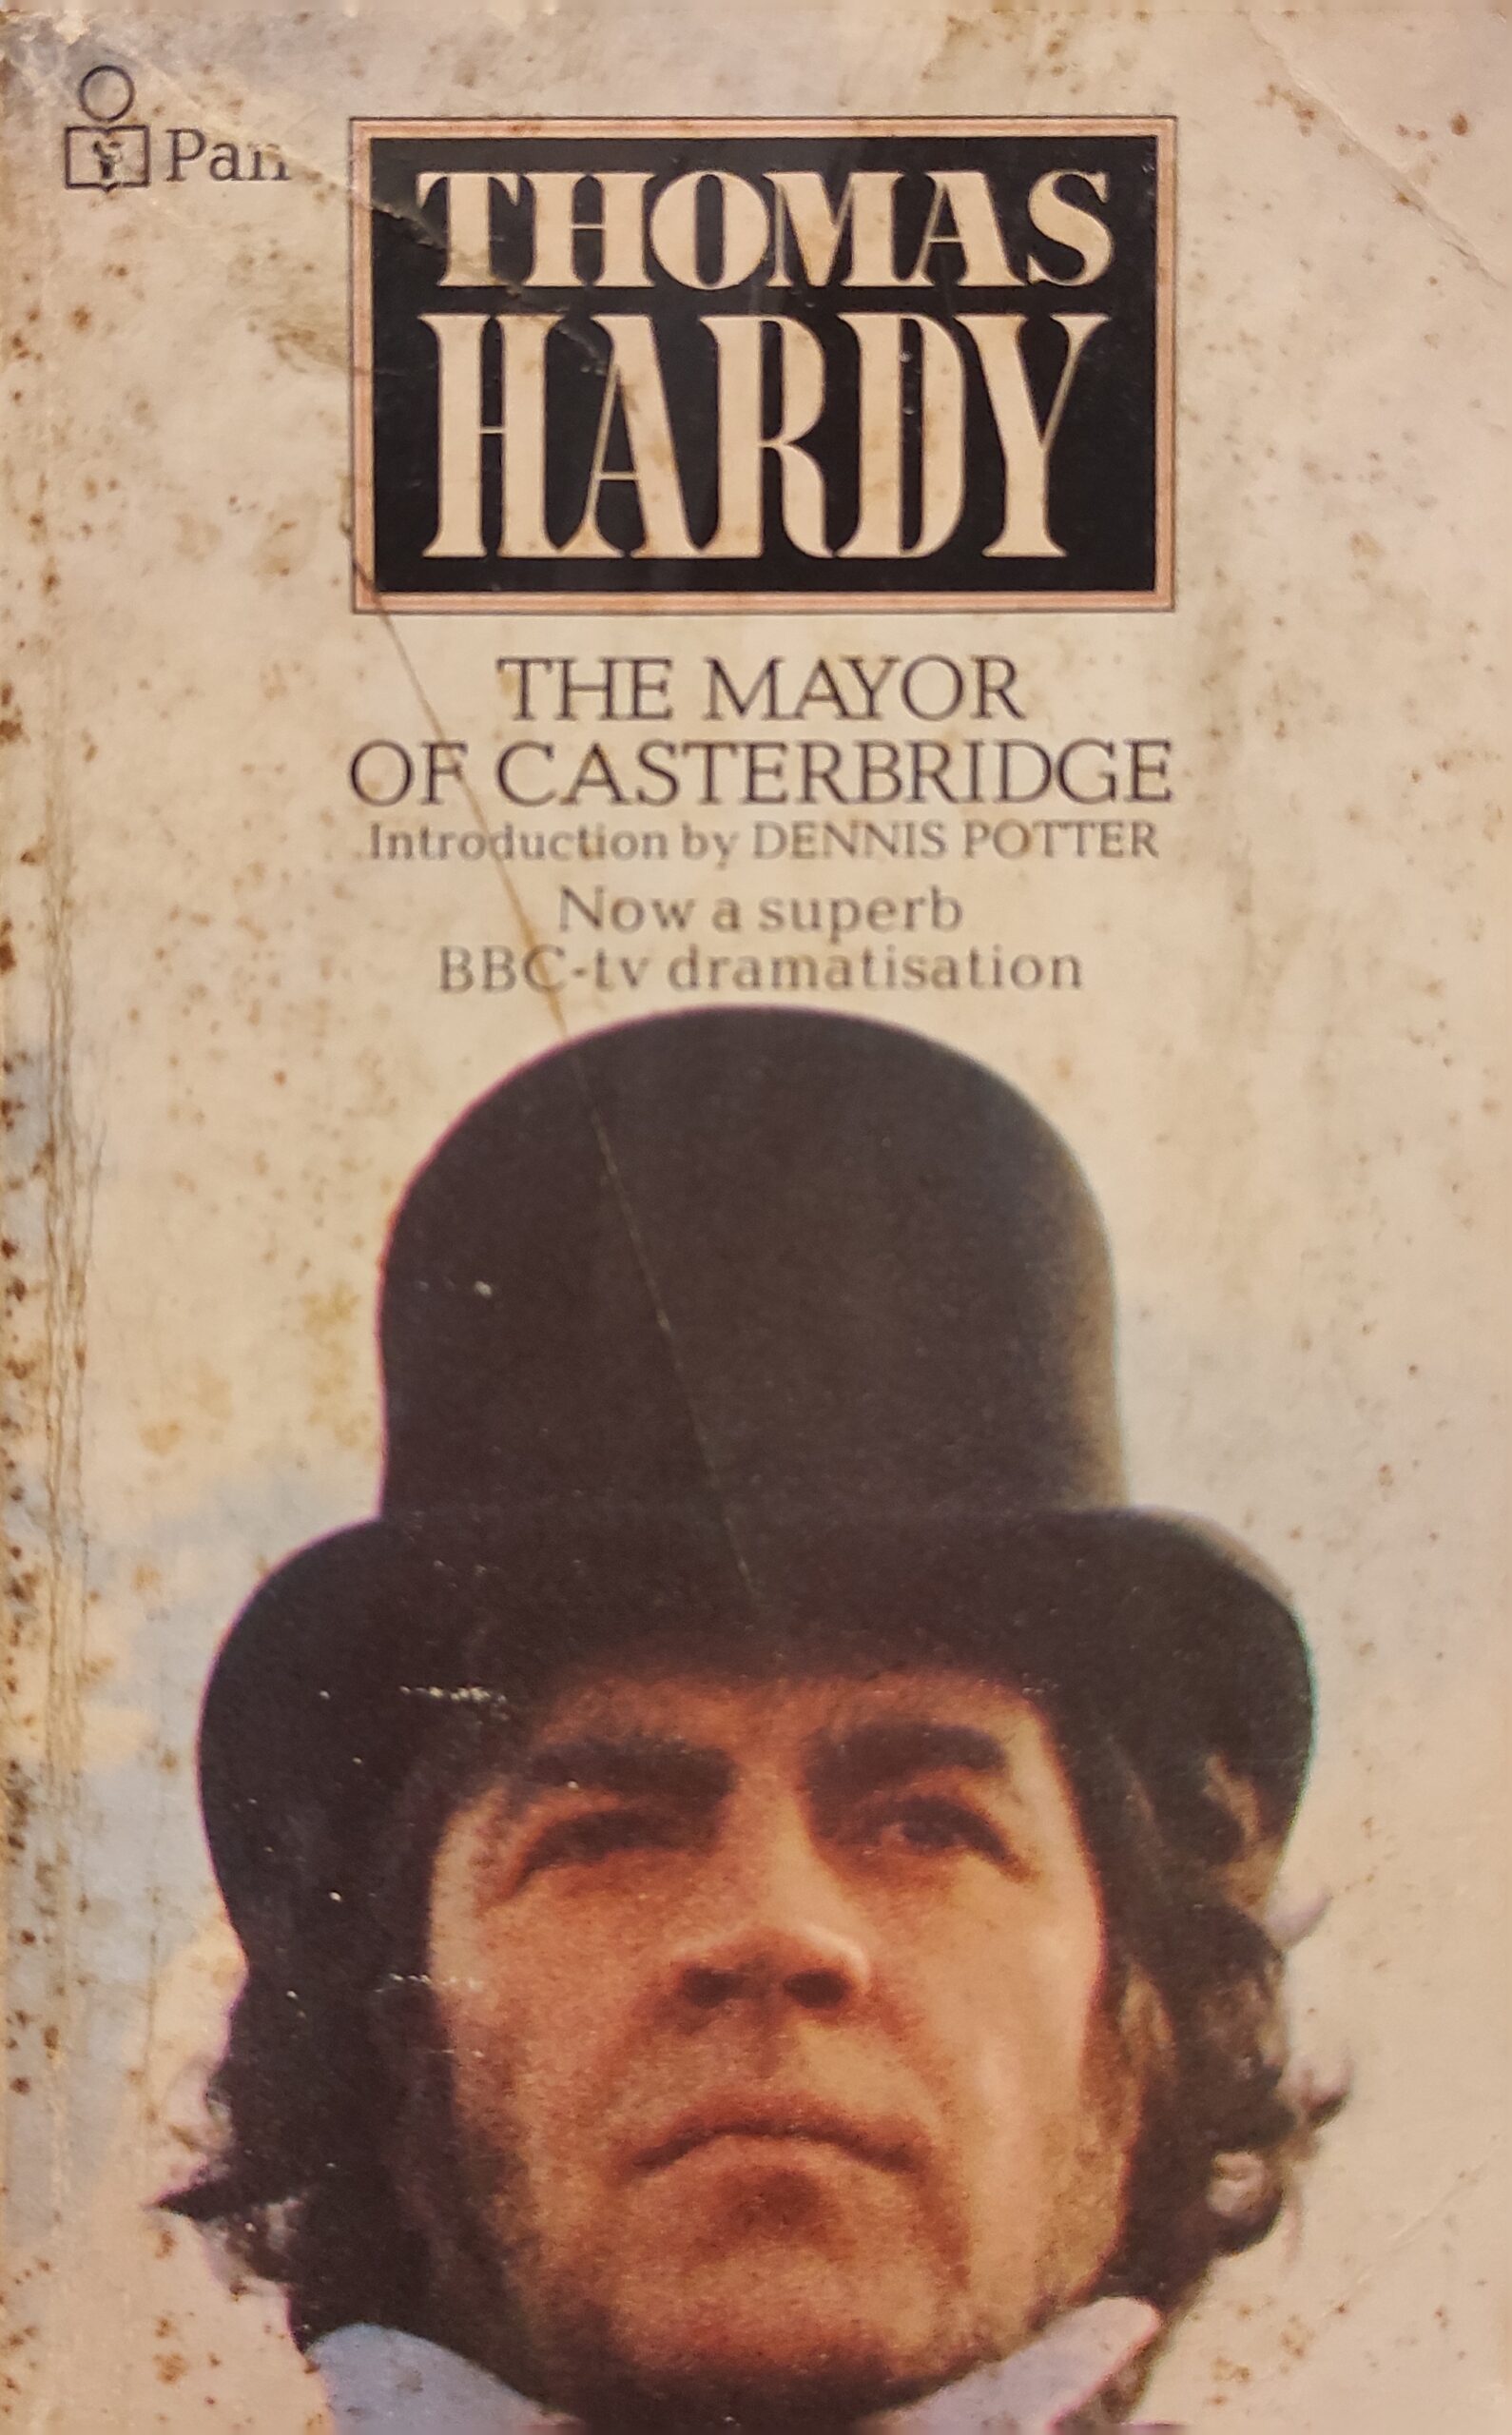 Pan
THOMAS
HARDY
THE MAYOR
OF CASTERBRIDGE
Introduction by DENNIS POTTER
Now a superb
BBC-tv dramatisation